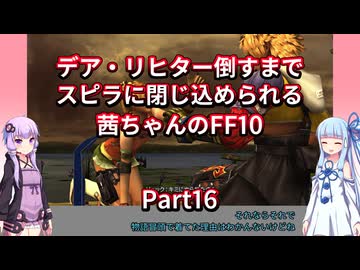 デア・リヒター倒すまで
スピラに閉じ込められる
茜ちゃんのFF10
Part16
それならそれで
物語冒頭で着てた理由はわかんないけどね